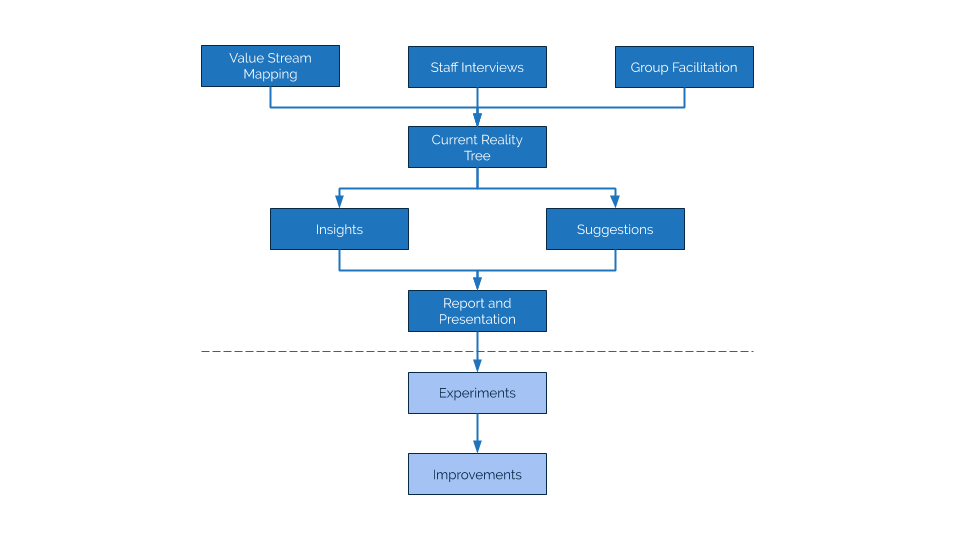 Value Stream
Mapping
Staff Interviews
Group Facilitation
Current Reality
Tree
Insights
Suggestions
Report and
Presentation
Experiments
Improvements